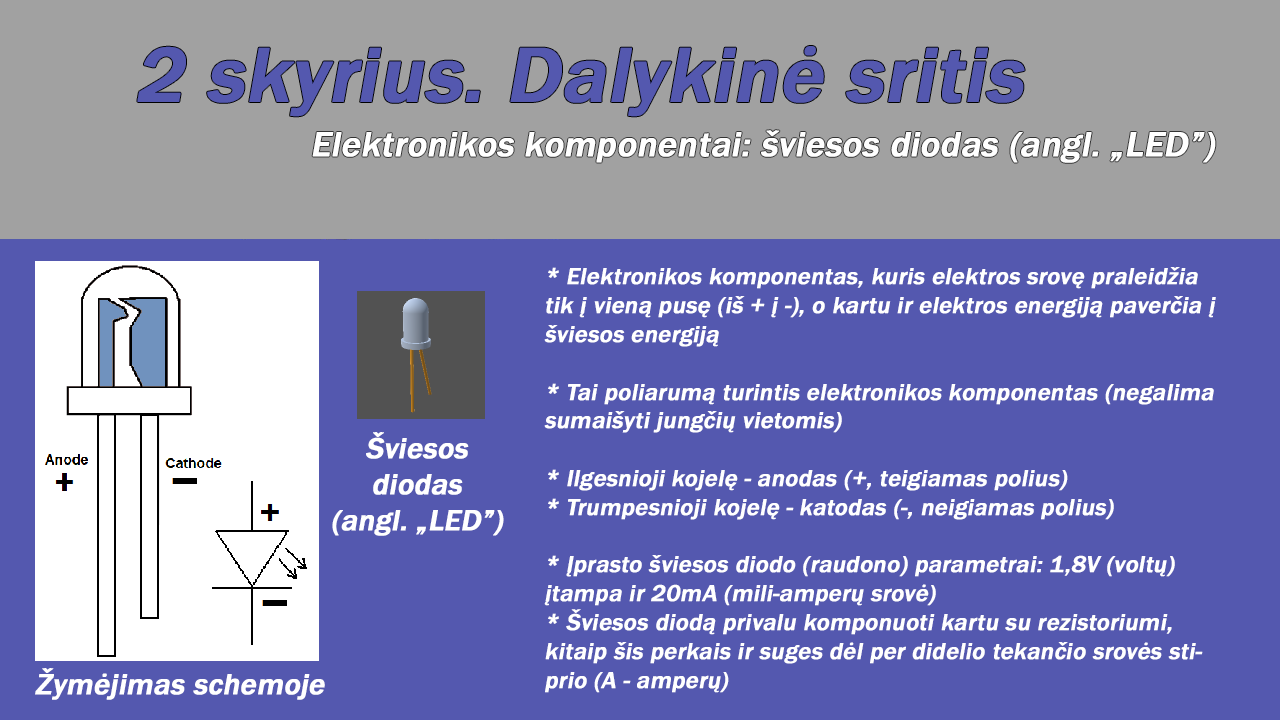 2 skyrius. Dalykinė sritis
Elektronikos komponentai: šviesos diodas (angl. „LED”)
Anode
+
Cathode
−
+
−
Žymėjimas schemoje
Šviesos
diodas
(angl. „LED”)
* Elektronikos komponentas, kuris elektros srovę praleidžia
tik į vieną pusę (iš + į -), o kartu ir elektros energiją paverčia į
šviesos energiją
* Tai poliarumą turintis elektronikos komponentas (negalima
sumaišyti jungčių vietomis)
* Ilgesnioji kojelę - anodas (+, teigiamas polius)
* Trumpesnioji kojelę - katodas (-, neigiamas polius)
* Įprasto šviesos diodo (raudono) parametrai: 1,8V (voltų)
įtampa ir 20mA (mili-amperų srovė)
* Šviesos diodą privalu komponuoti kartu su rezistoriumi,
kitaip šis perkais ir suges dėl per didelio tekančio srovės sti-
prio (A - amperų)